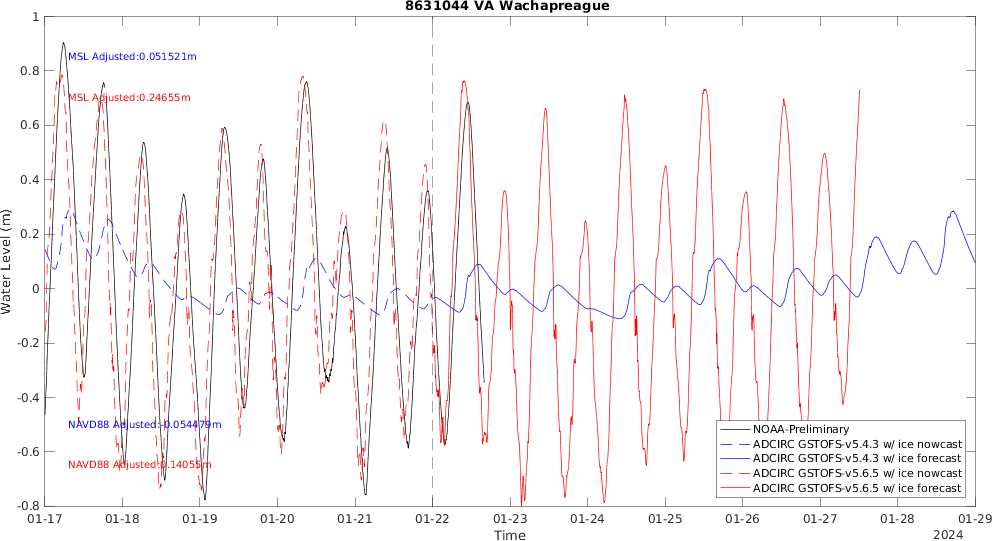 8631044 VA Wachapreague
1
0.8
0.6
0.4
0.2
0
-0.2
-0.4
-0.6
-0.8
Water Level (m)
MSL Adjusted:0.051521m
MSL Adjusted:0.24655m
NAVD88 Adjusted:-0.054479m
NAVD88 Adjusted:0.14055m
NOAA-Preliminary
ADCIRC GSTOFS-v5.4.3 w/ ice nowcast
ADCIRC GSTOFS-v5.4.3 w/ ice forecast
ADCIRC GSTOFS-v5.6.5 w/ ice nowcast
ADCIRC GSTOFS-v5.6.5 w/ ice forecast
01-17 01-18 01-19 01-20 01-21 01-22 01-23 01-24 01-25 01-26 01-27 01-28 01-29
Time
2024